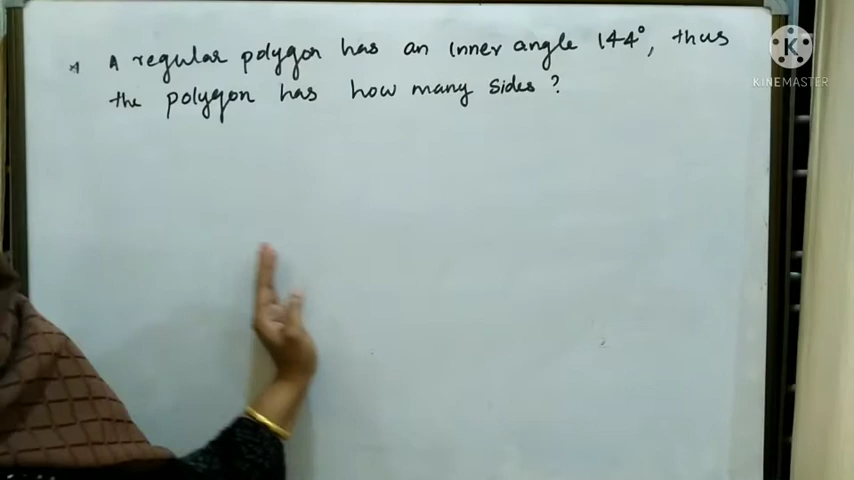 * A regular polygon has an inner angle 144°, thus
the polygon has how many sides ?
K
KINEMASTER